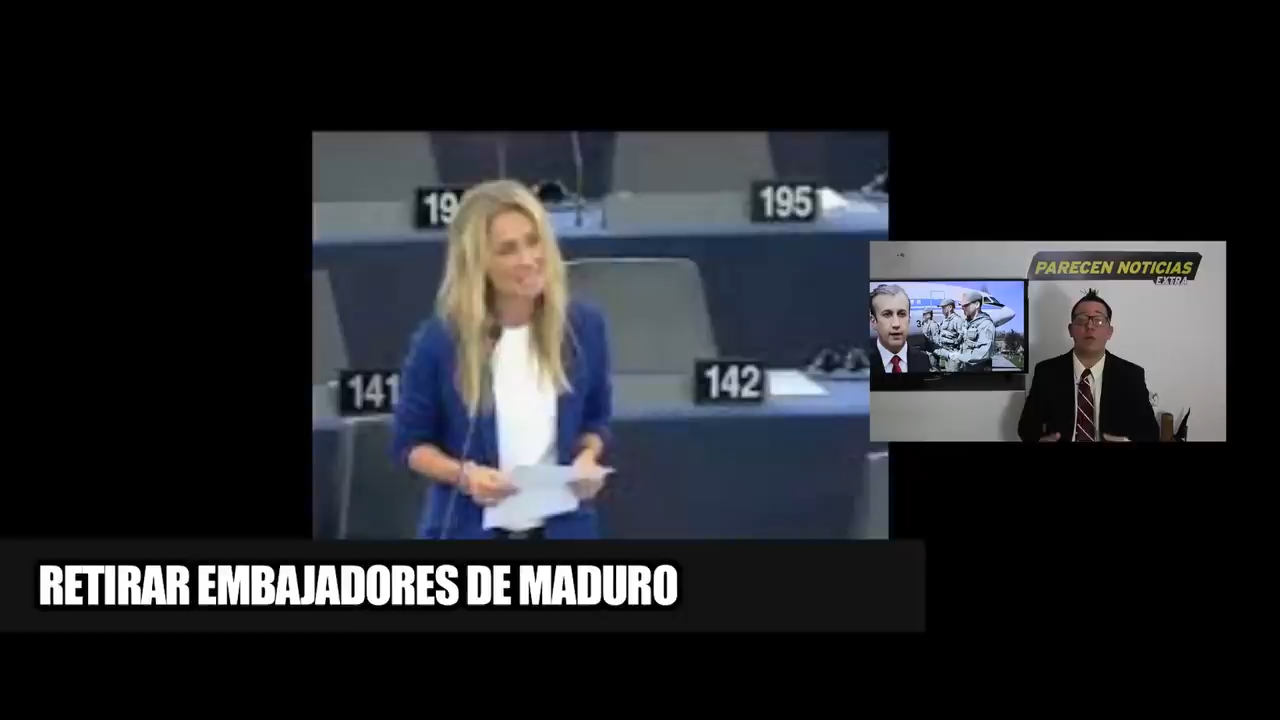 195
141
142
PARECEN NOTICIAS
EXTRA
RETIRAR EMBAJADORES DE MADURO